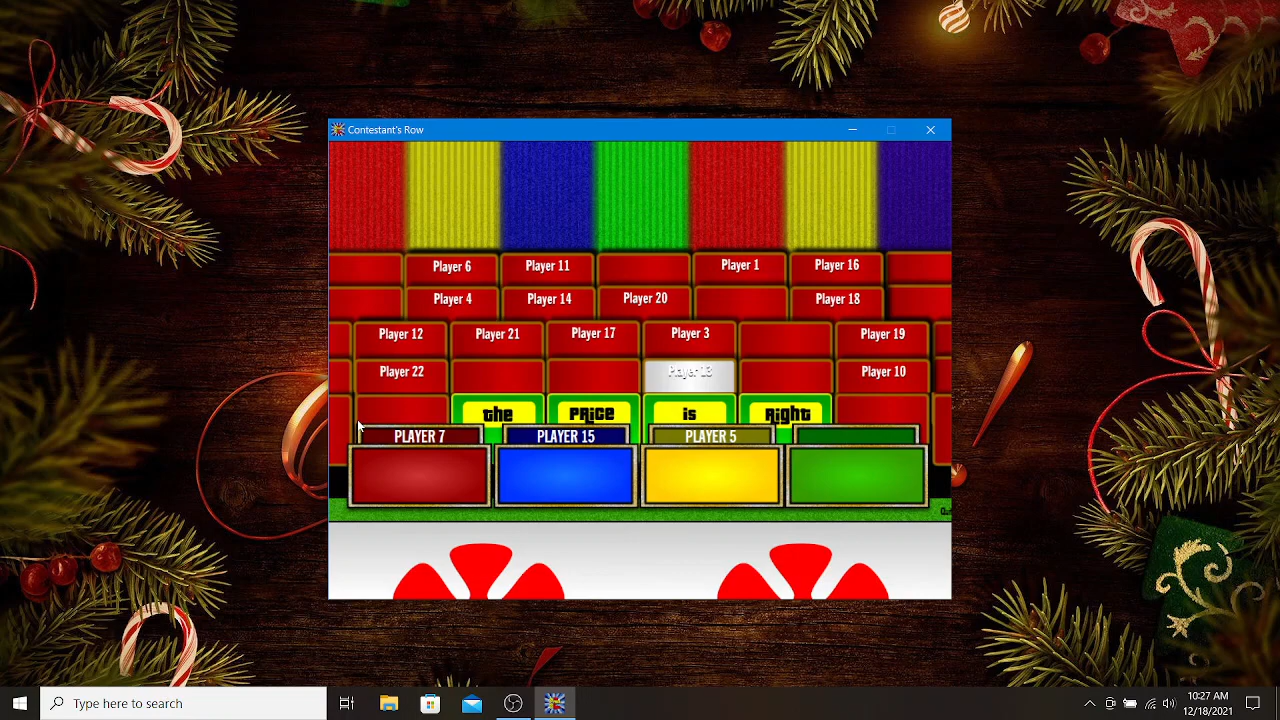 Contestant's Row
Player 6 Player 11 Player 1 Player 16
Player 4 Player 14 Player 20 Player 18
Player 12 Player 21 Player 17 Player 3 Player 19
Player 22 Player 13 Player 10
the PRiCE is Right
PLAYER 7 PLAYER 15 PLAYER 5
Type here to search
10:27 AM
12/18/2021